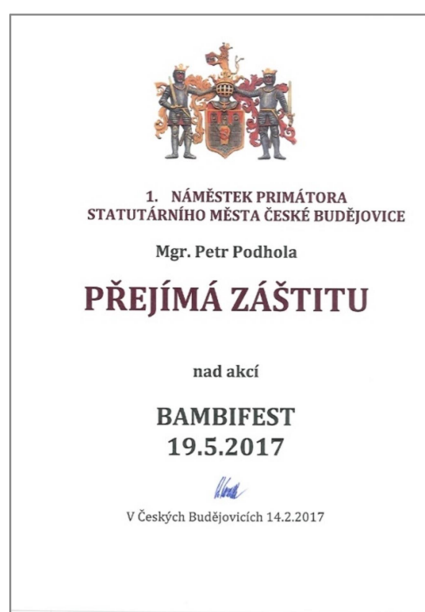 1. NÁMĚSTEK PRIMÁTORA
STATUTÁRNÍHO MĚSTA ČESKÉ BUDĚJOVICE
Mgr. Petr Podhola
PŘEJÍMÁ ZÁŠTITU
nad akcí
BAMBIFEST
19.5.2017
V Českých Budějovicích 14.2.2017